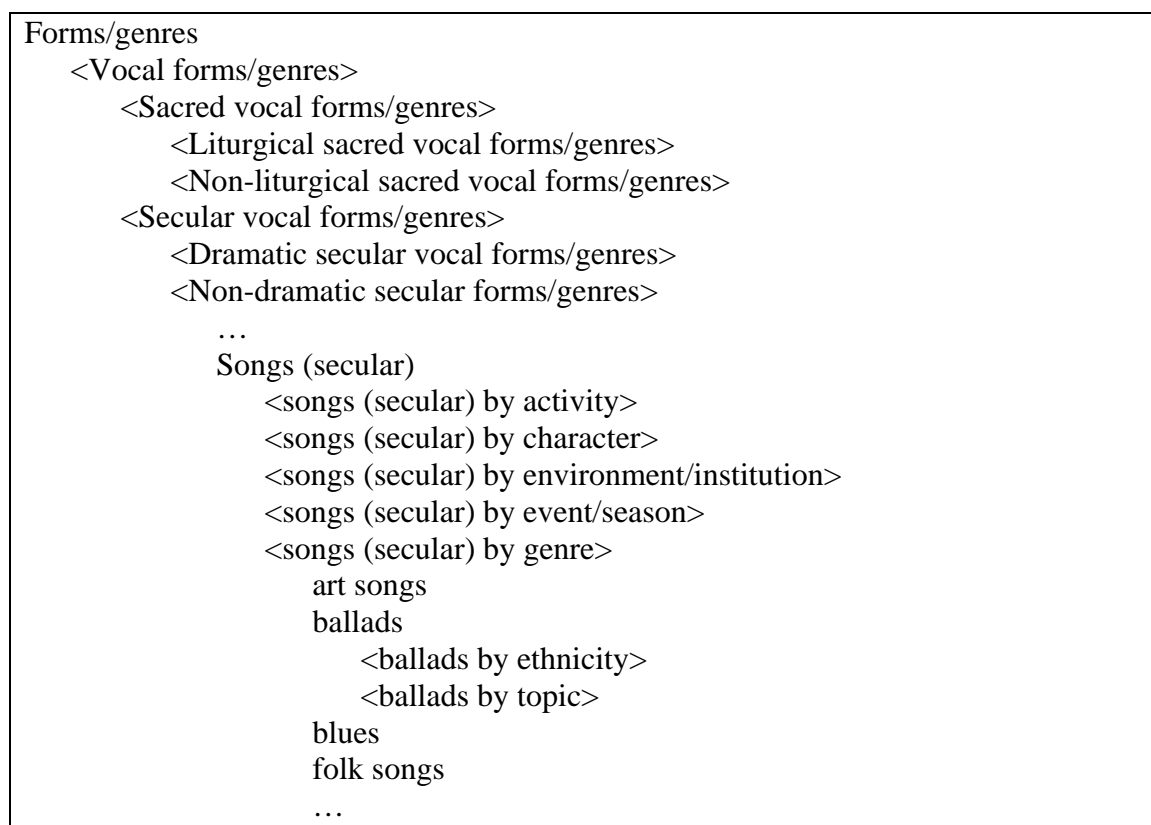 Forms/genres
<Vocal forms/genres>
<Sacred vocal forms/genres>
<Liturgical sacred vocal forms/genres>
<Non-liturgical sacred vocal forms/genres>
<Secular vocal forms/genres>
<Dramatic secular vocal forms/genres>
<Non-dramatic secular forms/genres>
…
Songs (secular)
<songs (secular) by activity>
<songs (secular) by character>
<songs (secular) by environment/institution>
<songs (secular) by event/season>
<songs (secular) by genre>
art songs
ballads
<ballads by ethnicity>
<ballads by topic>
blues
folk songs
…